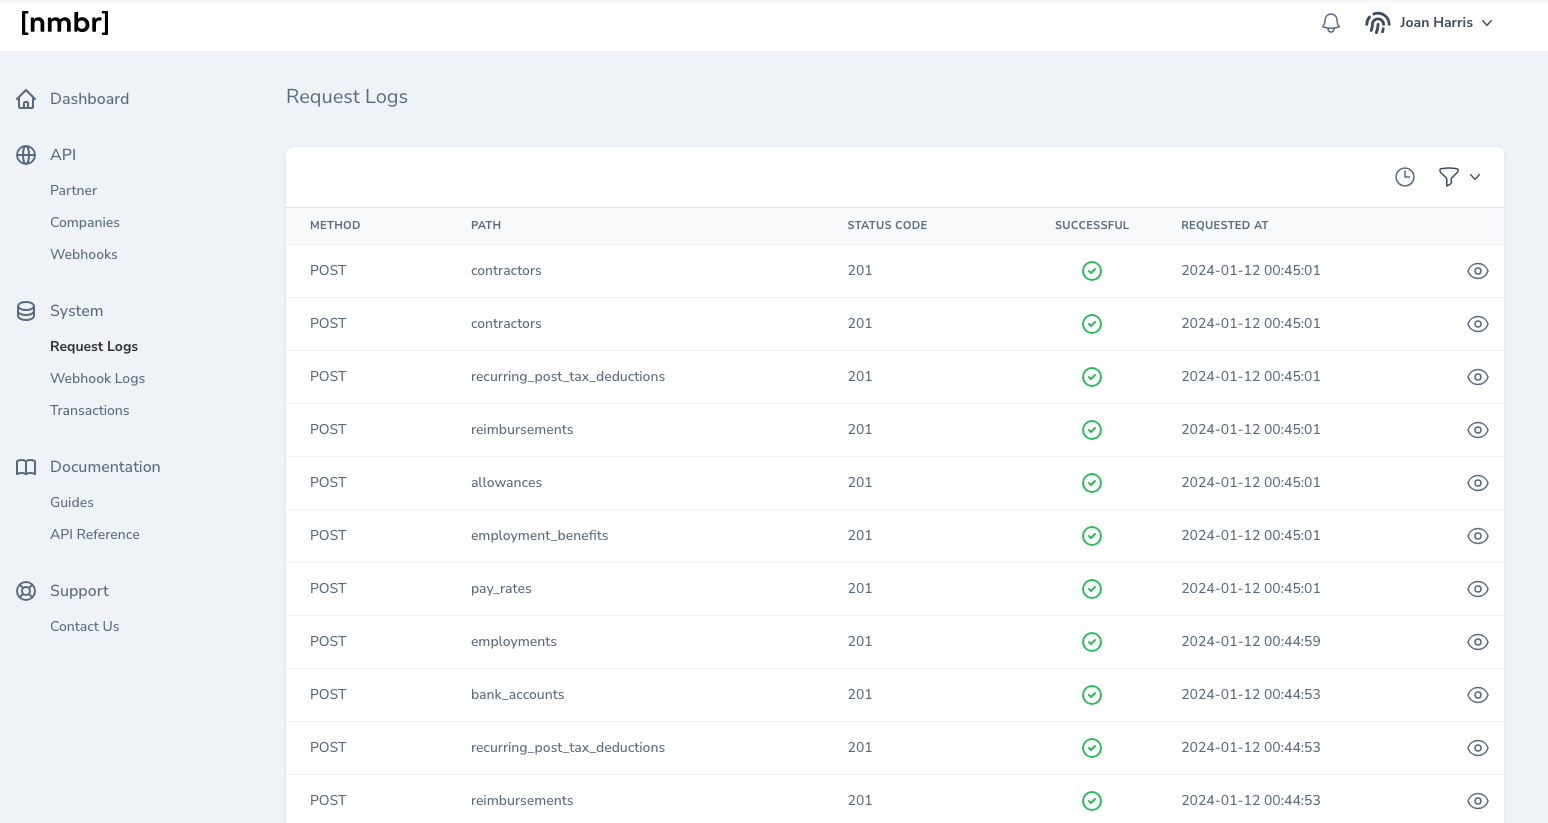 [nmbr]
Joan Harris
Dashboard
API
Partner
Companies
Webhooks
System
Request Logs
Webhook Logs
Transactions
Documentation
Guides
API Reference
Support
Contact Us
Request Logs
METHOD PATH STATUS CODE SUCCESSFUL REQUESTED AT
POST contractors 201 2024-01-12 00:45:01
POST contractors 201 2024-01-12 00:45:01
POST recurring_post_tax_deductions 201 2024-01-12 00:45:01
POST reimbursements 201 2024-01-12 00:45:01
POST allowances 201 2024-01-12 00:45:01
POST employment_benefits 201 2024-01-12 00:45:01
POST pay_rates 201 2024-01-12 00:45:01
POST employments 201 2024-01-12 00:44:59
POST bank_accounts 201 2024-01-12 00:44:53
POST recurring_post_tax_deductions 201 2024-01-12 00:44:53
POST reimbursements 201 2024-01-12 00:44:53